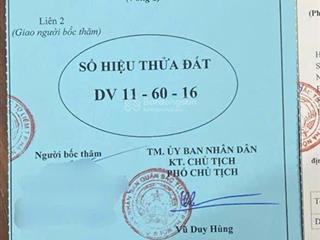 Liên 2
(Giao người bốc thăm)
SỐ HIỆU THỬA ĐẤT
DV 11 - 60 - 16
Người bốc thăm
TM. ỦY BAN NHÂN DÂN
KT. CHỦ TỊCH
PHÓ CHỦ TỊCH
Vũ Duy Hùng